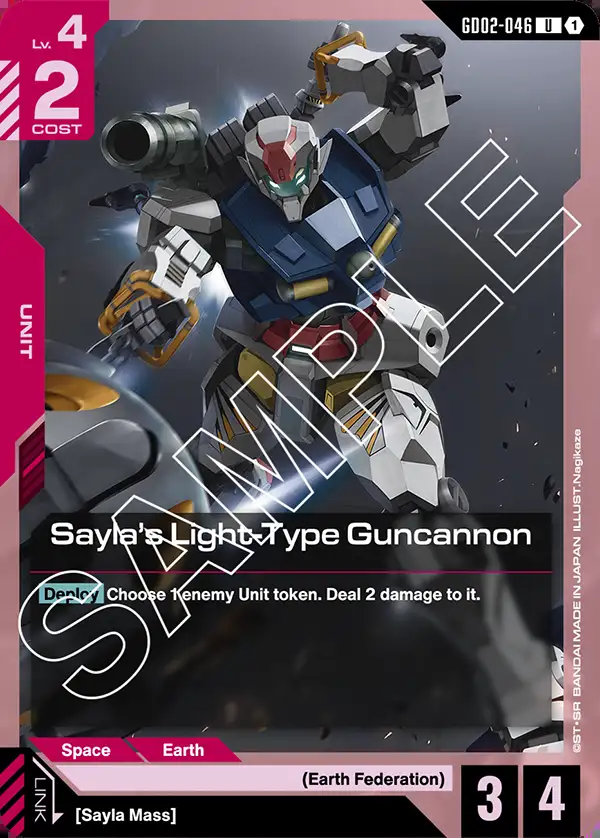 Lv. 4
2
COST
GD02-046 U 1
UNIT
SAMPLE
Sayla's Light-Type Guncannon
Deploy Choose 1 enemy Unit token. Deal 2 damage to it.
©ST・SR BANDAI MADE IN JAPAN ILLUST.Nagikaze
Space Earth
(Earth Federation)
LINK
[Sayla Mass]
3 4